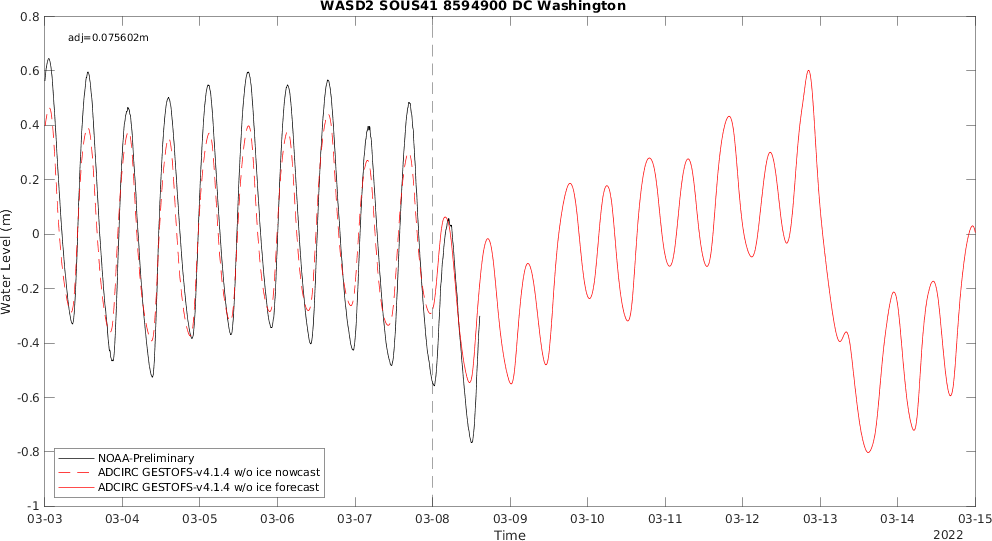 WASD2 SOUS41 8594900 DC Washington
adj=0.075602m
0.8
0.6
0.4
0.2
0
-0.2
-0.4
-0.6
-0.8
-1
Water Level (m)
NOAA-Preliminary
ADCIRC GESTOFS-v4.1.4 w/o ice nowcast
ADCIRC GESTOFS-v4.1.4 w/o ice forecast
03-03 03-04 03-05 03-06 03-07 03-08 03-09 03-10 03-11 03-12 03-13 03-14 03-15
Time
2022